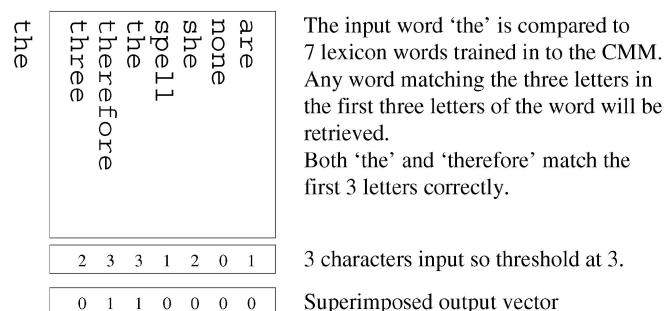 the
three
therefore
the
spell
she
none
are
The input word ‘the’ is compared to
7 lexicon words trained in to the CMM.
Any word matching the three letters in
the first three letters of the word will be
retrieved.
Both ‘the’ and ‘therefore’ match the
first 3 letters correctly.
2 3 3 1 2 0 1
3 characters input so threshold at 3.
0 1 1 0 0 0 0
Superimposed output vector